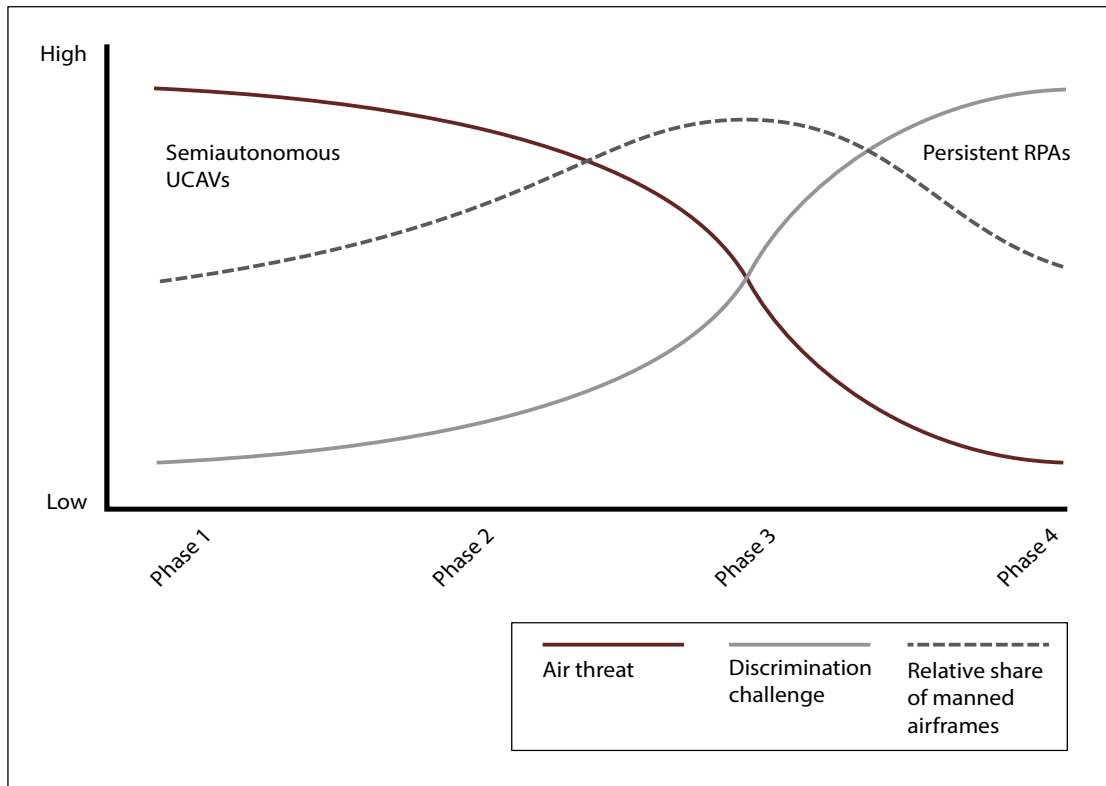 High
Semiautonomous
UCAVs
Persistent RPAs
Low
Phase 1
Phase 2
Phase 3
Phase 4
Air threat
Discrimination
challenge
Relative share
of manned
airframes